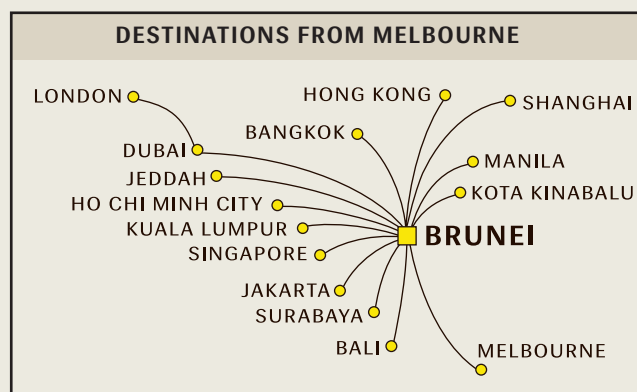 DESTINATIONS FROM MELBOURNE
LONDON
HONG KONG
SHANGHAI
BANGKOK
DUBAI
MANILA
JEDDAH
KOTA KINABALU
HO CHI MINH CITY
KUALA LUMPUR
BRUNEI
SINGAPORE
JAKARTA
SURABAYA
BALI
MELBOURNE